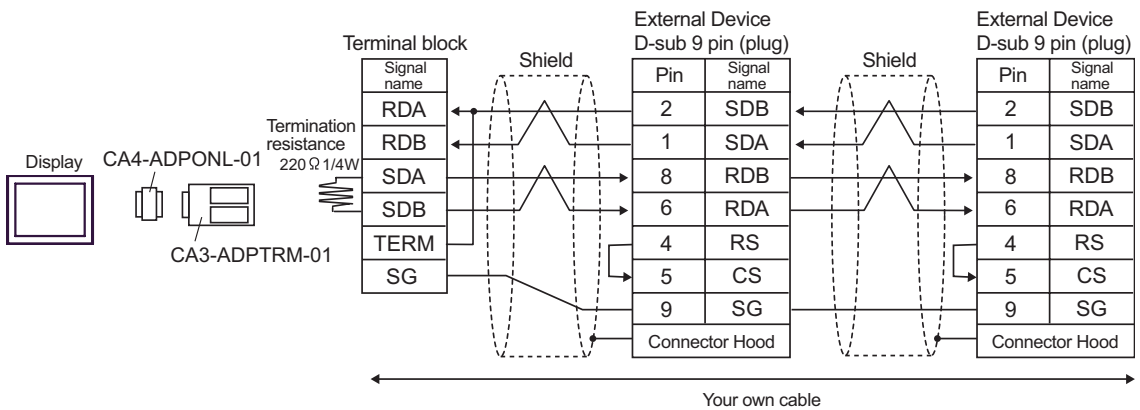 Display
CA4-ADPONL-01
CA3-ADPTRM-01
Termination
resistance
220 Ω 1/4W
Terminal block
Signal
name
RDA
RDB
SDA
SDB
TERM
SG
Shield
External Device
D-sub 9 pin (plug)
Pin Signal
name
2 SDB
1 SDA
8 RDB
6 RDA
4 RS
5 CS
9 SG
Connector Hood
Shield
External Device
D-sub 9 pin (plug)
Pin Signal
name
2 SDB
1 SDA
8 RDB
6 RDA
4 RS
5 CS
9 SG
Connector Hood
Your own cable